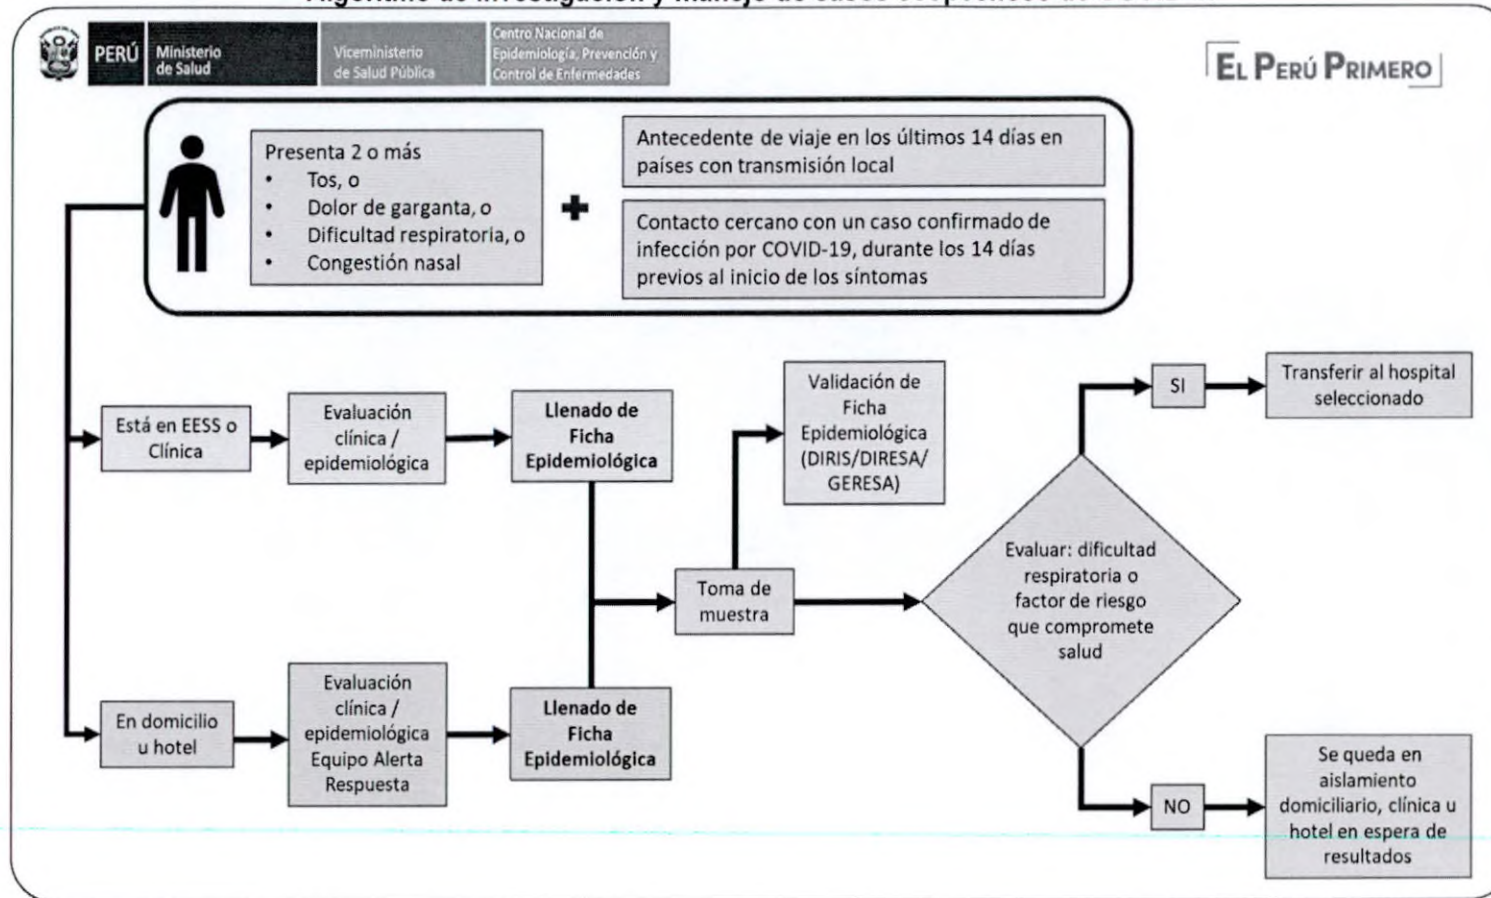 PERÚ
Ministerio
de Salud
Viceministerio
de Salud Pública
Centro Nacional de
Epidemiología, Prevención y
Control de Enfermedades
EL PERÚ PRIMERO
Presenta 2 o más
• Tos, o
• Dolor de garganta, o
• Dificultad respiratoria, o
• Congestión nasal
+
Antecedente de viaje en los últimos 14 días en
países con transmisión local
Contacto cercano con un caso confirmado de
infección por COVID-19, durante los 14 días
previos al inicio de los síntomas
Está en EESS o
Clínica
Evaluación
clínica /
epidemiológica
Llenado de
Ficha
Epidemiológica
Validación de
Ficha
Epidemiológica
(DIRIS/DIRESA/
GERESA)
SI
Transferir al hospital
seleccionado
Toma de
muestra
Evaluar: dificultad
respiratoria o
factor de riesgo
que compromete
salud
En domicilio
u hotel
Evaluación
clínica /
epidemiológica
Equipo Alerta
Respuesta
Llenado de
Ficha
Epidemiológica
NO
Se queda en
aislamiento
domiciliario, clínica u
hotel en espera de
resultados